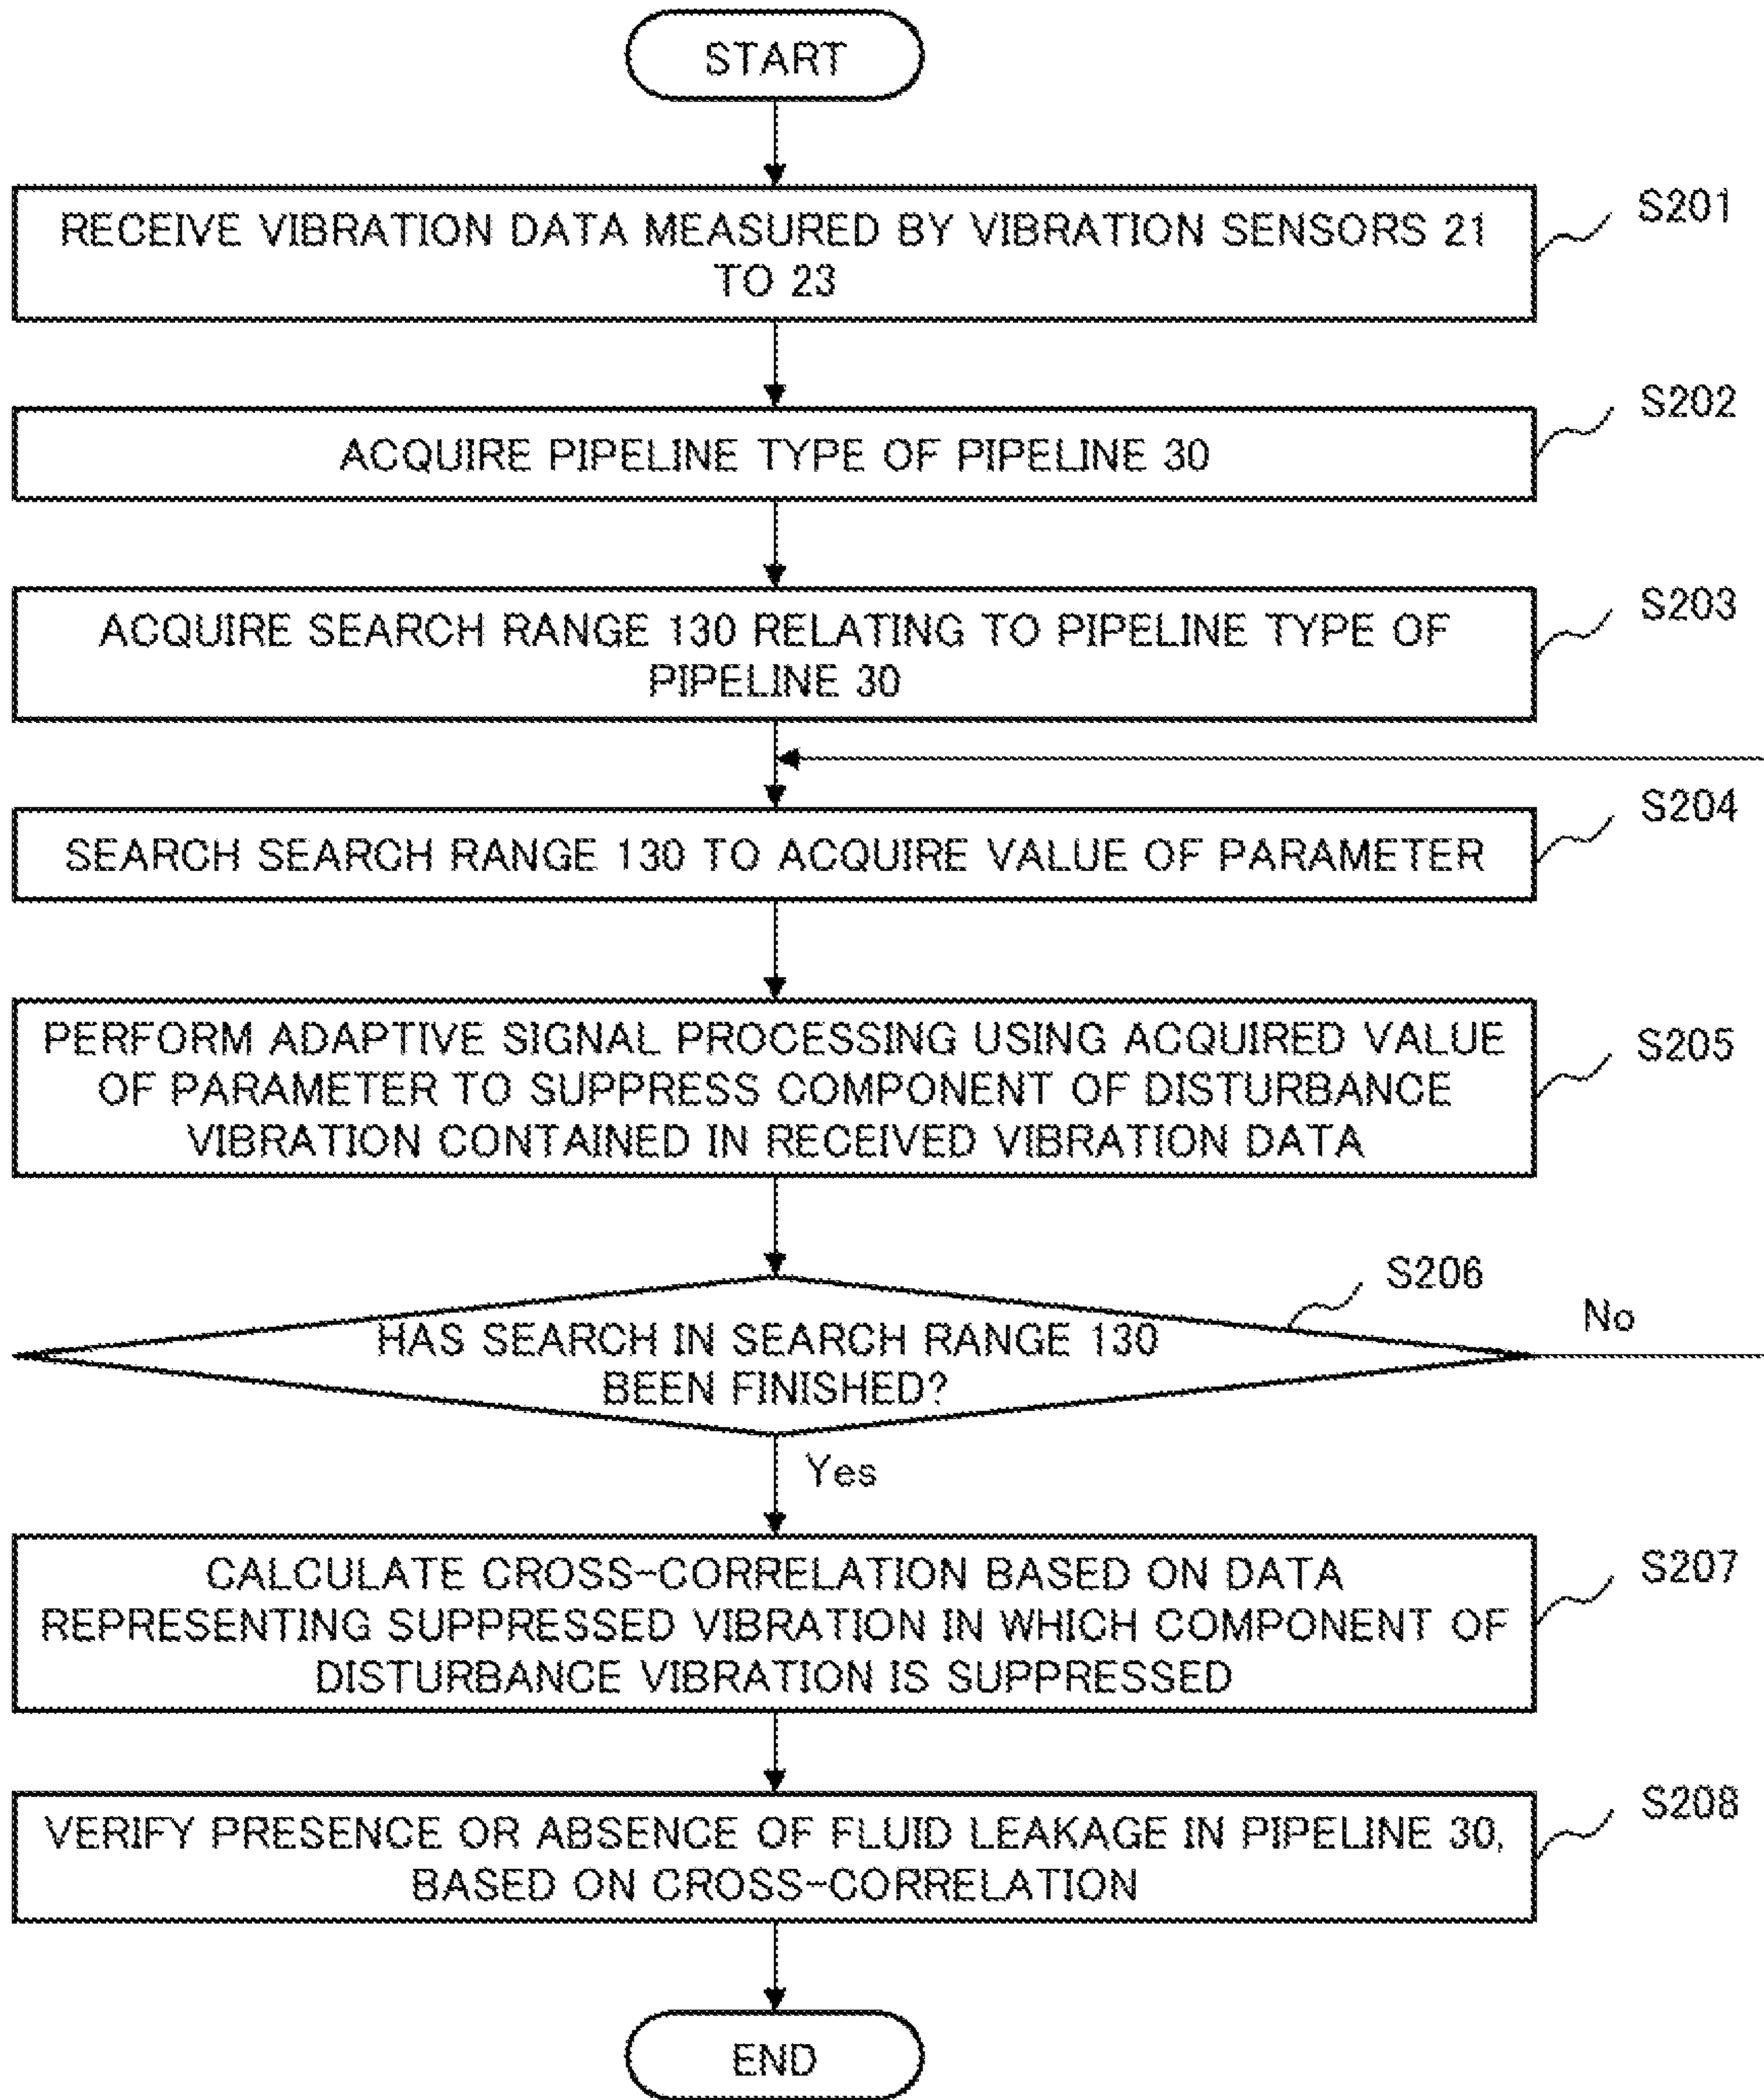 START
RECEIVE VIBRATION DATA MEASURED BY VIBRATION SENSORS 21
TO 23
S201
ACQUIRE PIPELINE TYPE OF PIPELINE 30
S202
ACQUIRE SEARCH RANGE 130 RELATING TO PIPELINE TYPE OF
PIPELINE 30
S203
SEARCH SEARCH RANGE 130 TO ACQUIRE VALUE OF PARAMETER
S204
PERFORM ADAPTIVE SIGNAL PROCESSING USING ACQUIRED VALUE
OF PARAMETER TO SUPPRESS COMPONENT OF DISTURBANCE
VIBRATION CONTAINED IN RECEIVED VIBRATION DATA
S205
HAS SEARCH IN SEARCH RANGE 130
BEEN FINISHED?
S206
No
Yes
CALCULATE CROSS-CORRELATION BASED ON DATA
REPRESENTING SUPPRESSED VIBRATION IN WHICH COMPONENT OF
DISTURBANCE VIBRATION IS SUPPRESSED
S207
VERIFY PRESENCE OR ABSENCE OF FLUID LEAKAGE IN PIPELINE 30,
BASED ON CROSS-CORRELATION
S208
END